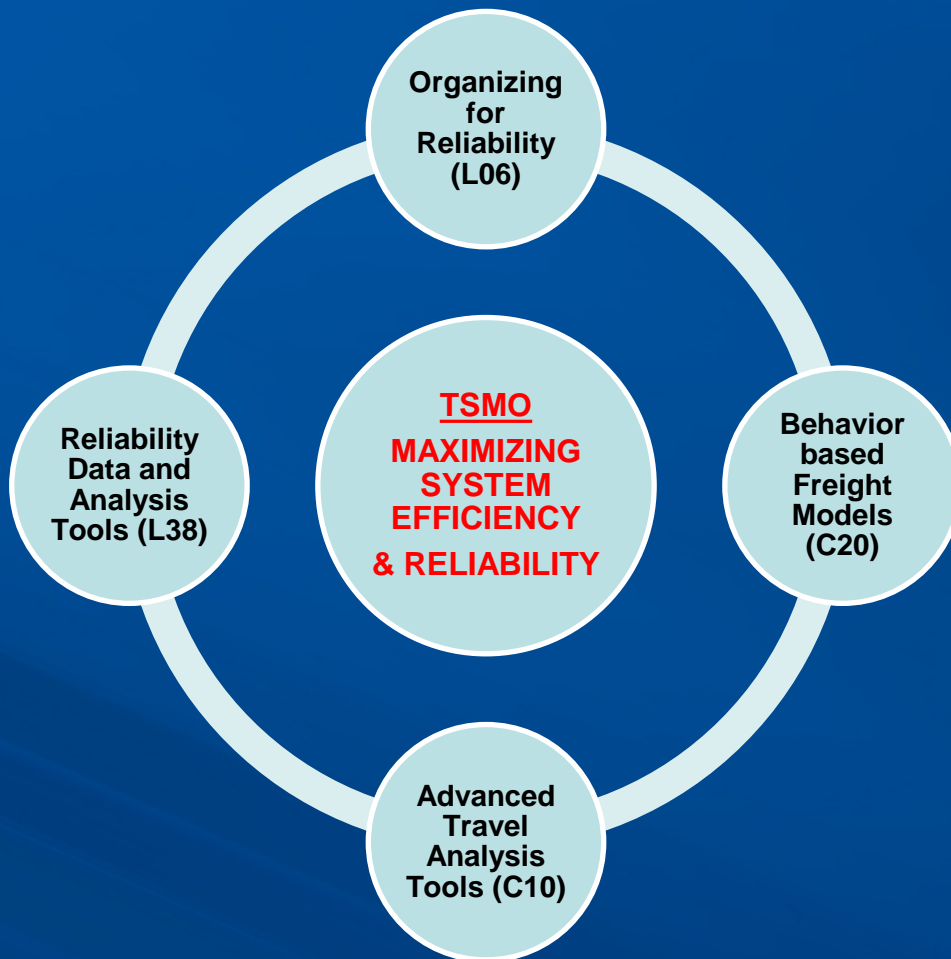 Organizing
for
Reliability
(L06)
TSMO
MAXIMIZING
SYSTEM
EFFICIENCY
& RELIABILITY
Reliability
Data and
Analysis
Tools (L38)
Behavior
based
Freight
Models
(C20)
Advanced
Travel
Analysis
Tools (C10)